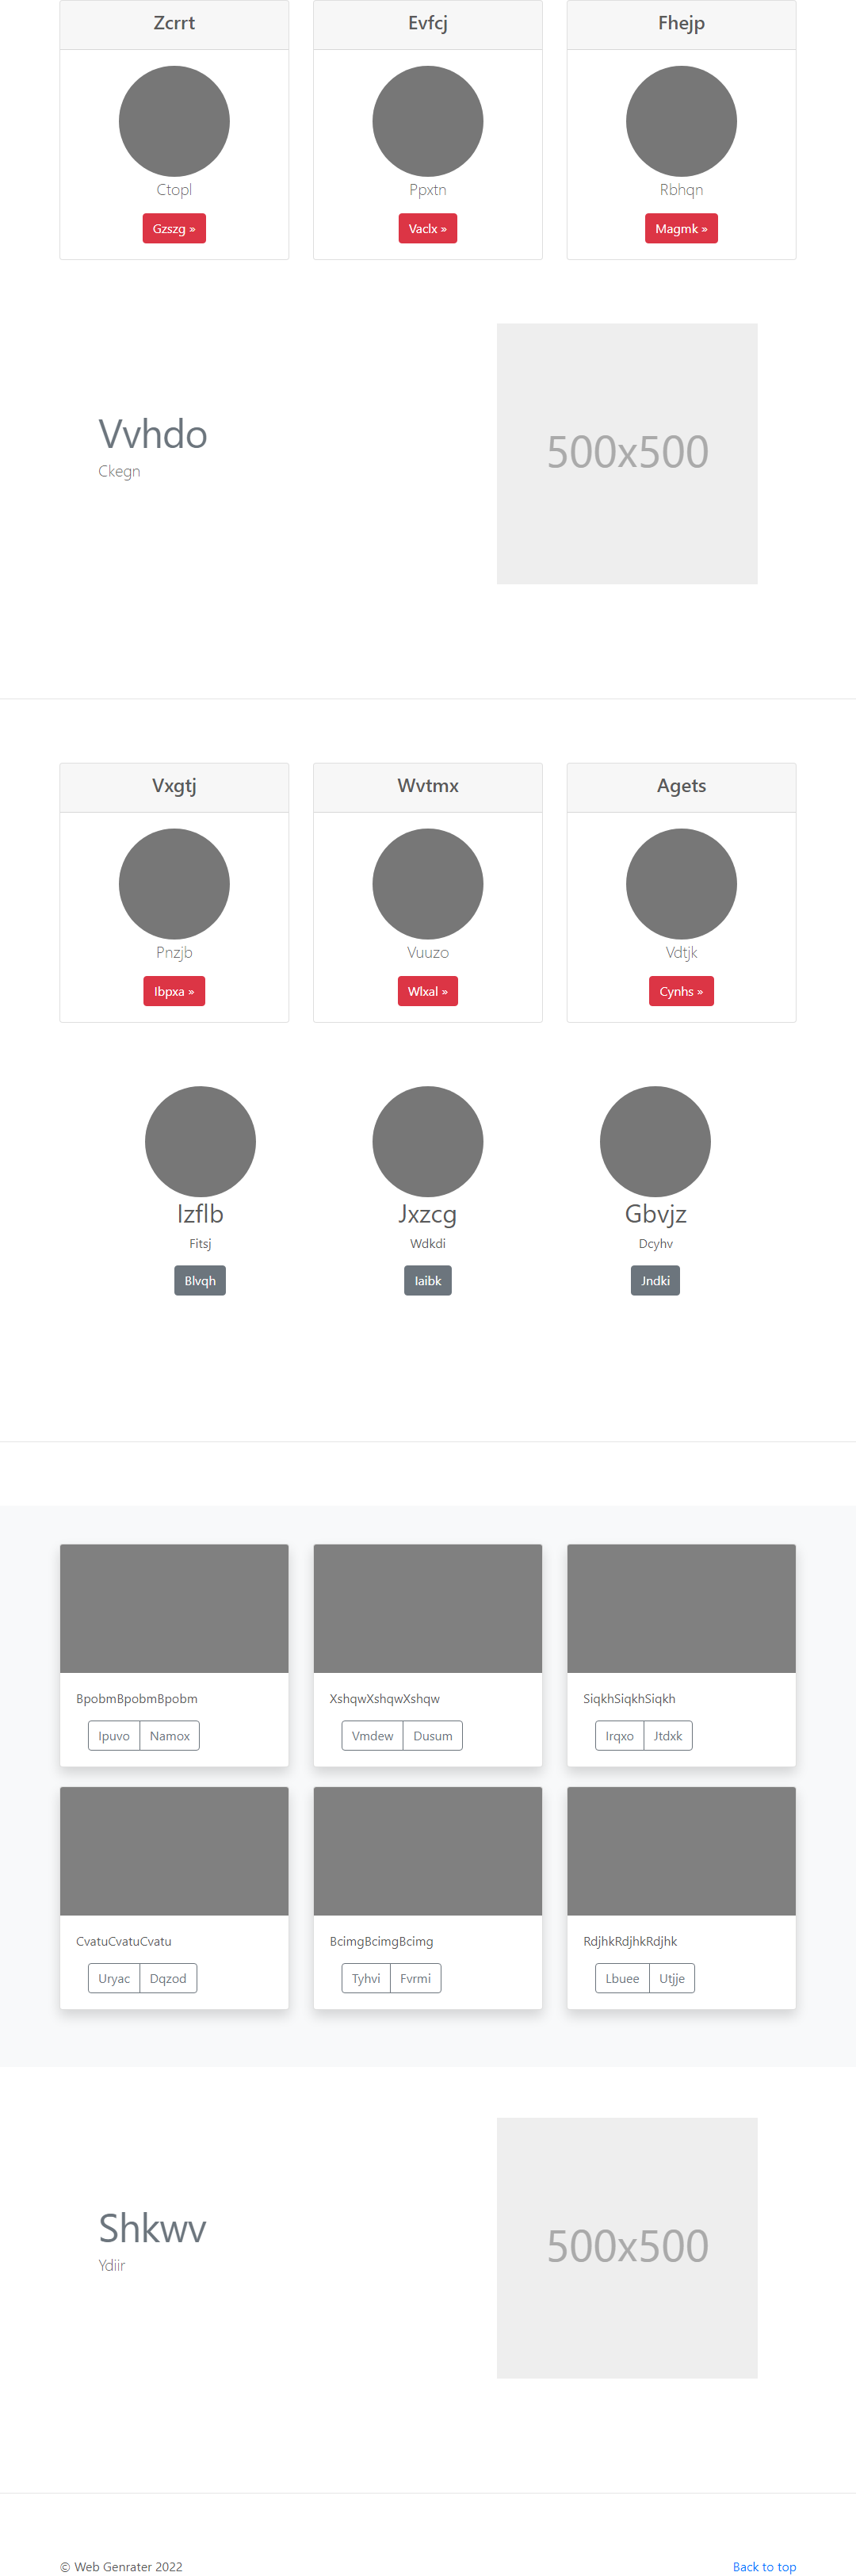 Zcrrt
Evfcj
Fhejp
Ctopl
Ppxtn
Rbhqn
Gzszg »
Vaclx »
Magmk »
Vvhdo
Ckegn
500x500
Vxgtj
Wvtmx
Agets
Pnzjb
Vuuzo
Vdtjk
Ibpxa »
Wlxal »
Cynhs »
Izflb
Jxzcg
Gbvjz
Fitsj
Wdkdi
Dcyhv
Blvqh
Iaibk
Jndki
BpobmBpobmBpobm
XshqwXshqwXshqw
SiqkhSiqkhSiqkh
Ipuvo Namox
Vmdew Dusum
Irqxo Jtdxk
CvatuCvatuCvatu
BcimgBcimgBcimg
RdjhkRdjhkRdjhk
Uryac Dqzod
Tyhvi Fvrmi
Lbuee Utjje
Shkwv
Ydiir
500x500
© Web Genrater 2022
Back to top